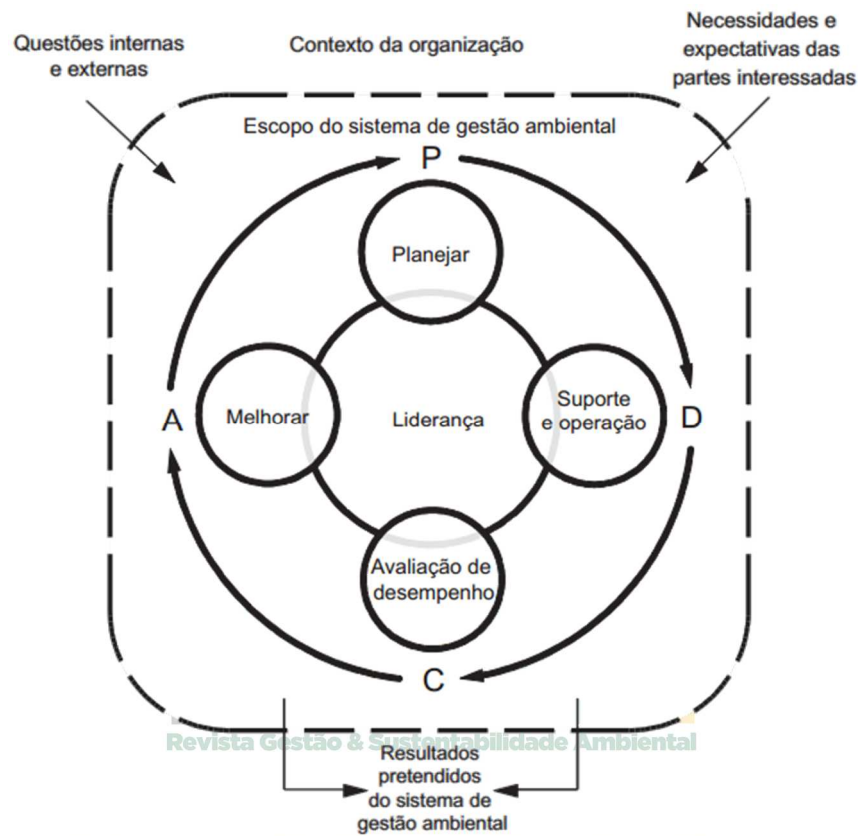 Questões internas
e externas
Contexto da organização
Necessidades e
expectativas das
partes interessadas
Escopo do sistema de gestão ambiental
P
Planejar
A
Melhorar
Liderança
Suporte
e operação
D
Avaliação de
desempenho
C
Revista Gestão & Sustentabilidade Ambiental
Resultados
pretendidos
do sistema de
gestão ambiental